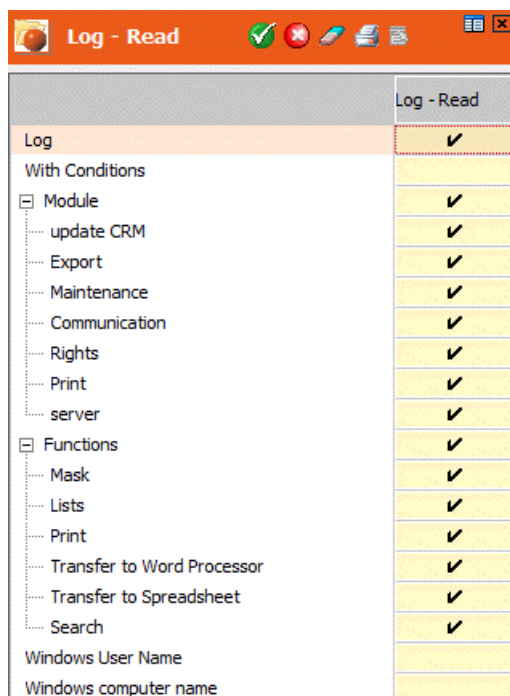 Log - Read
Log - Read
Log
With Conditions
Module
update CRM
Export
Maintenance
Communication
Rights
Print
server
Functions
Mask
Lists
Print
Transfer to Word Processor
Transfer to Spreadsheet
Search
Windows User Name
Windows computer name